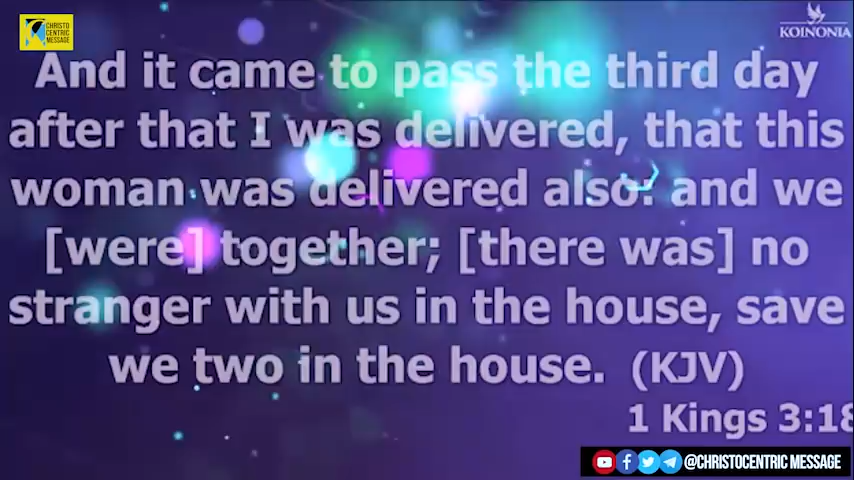 CHRISTO
CENTRIC
MESSAGE
KOINONIA
And it came to pass the third day
after that I was delivered, that this
woman was delivered also: and we
[were] together; [there was] no
stranger with us in the house, save
we two in the house. (KJV)
1 Kings 3:18
@CHRISTOCENTRIC MESSAGE